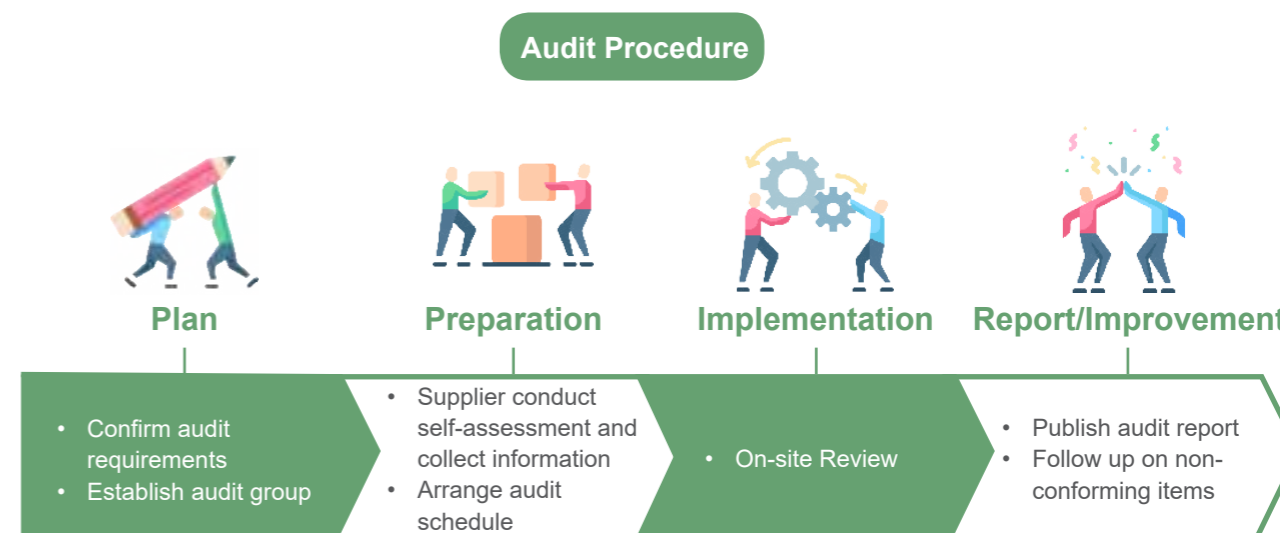 Audit Procedure
Plan
Preparation
Implementation
Report/Improvement
• Confirm audit
requirements
• Establish audit group
• Supplier conduct
self-assessment and
collect information
• Arrange audit
schedule
• On-site Review
• Publish audit report
• Follow up on non-
conforming items